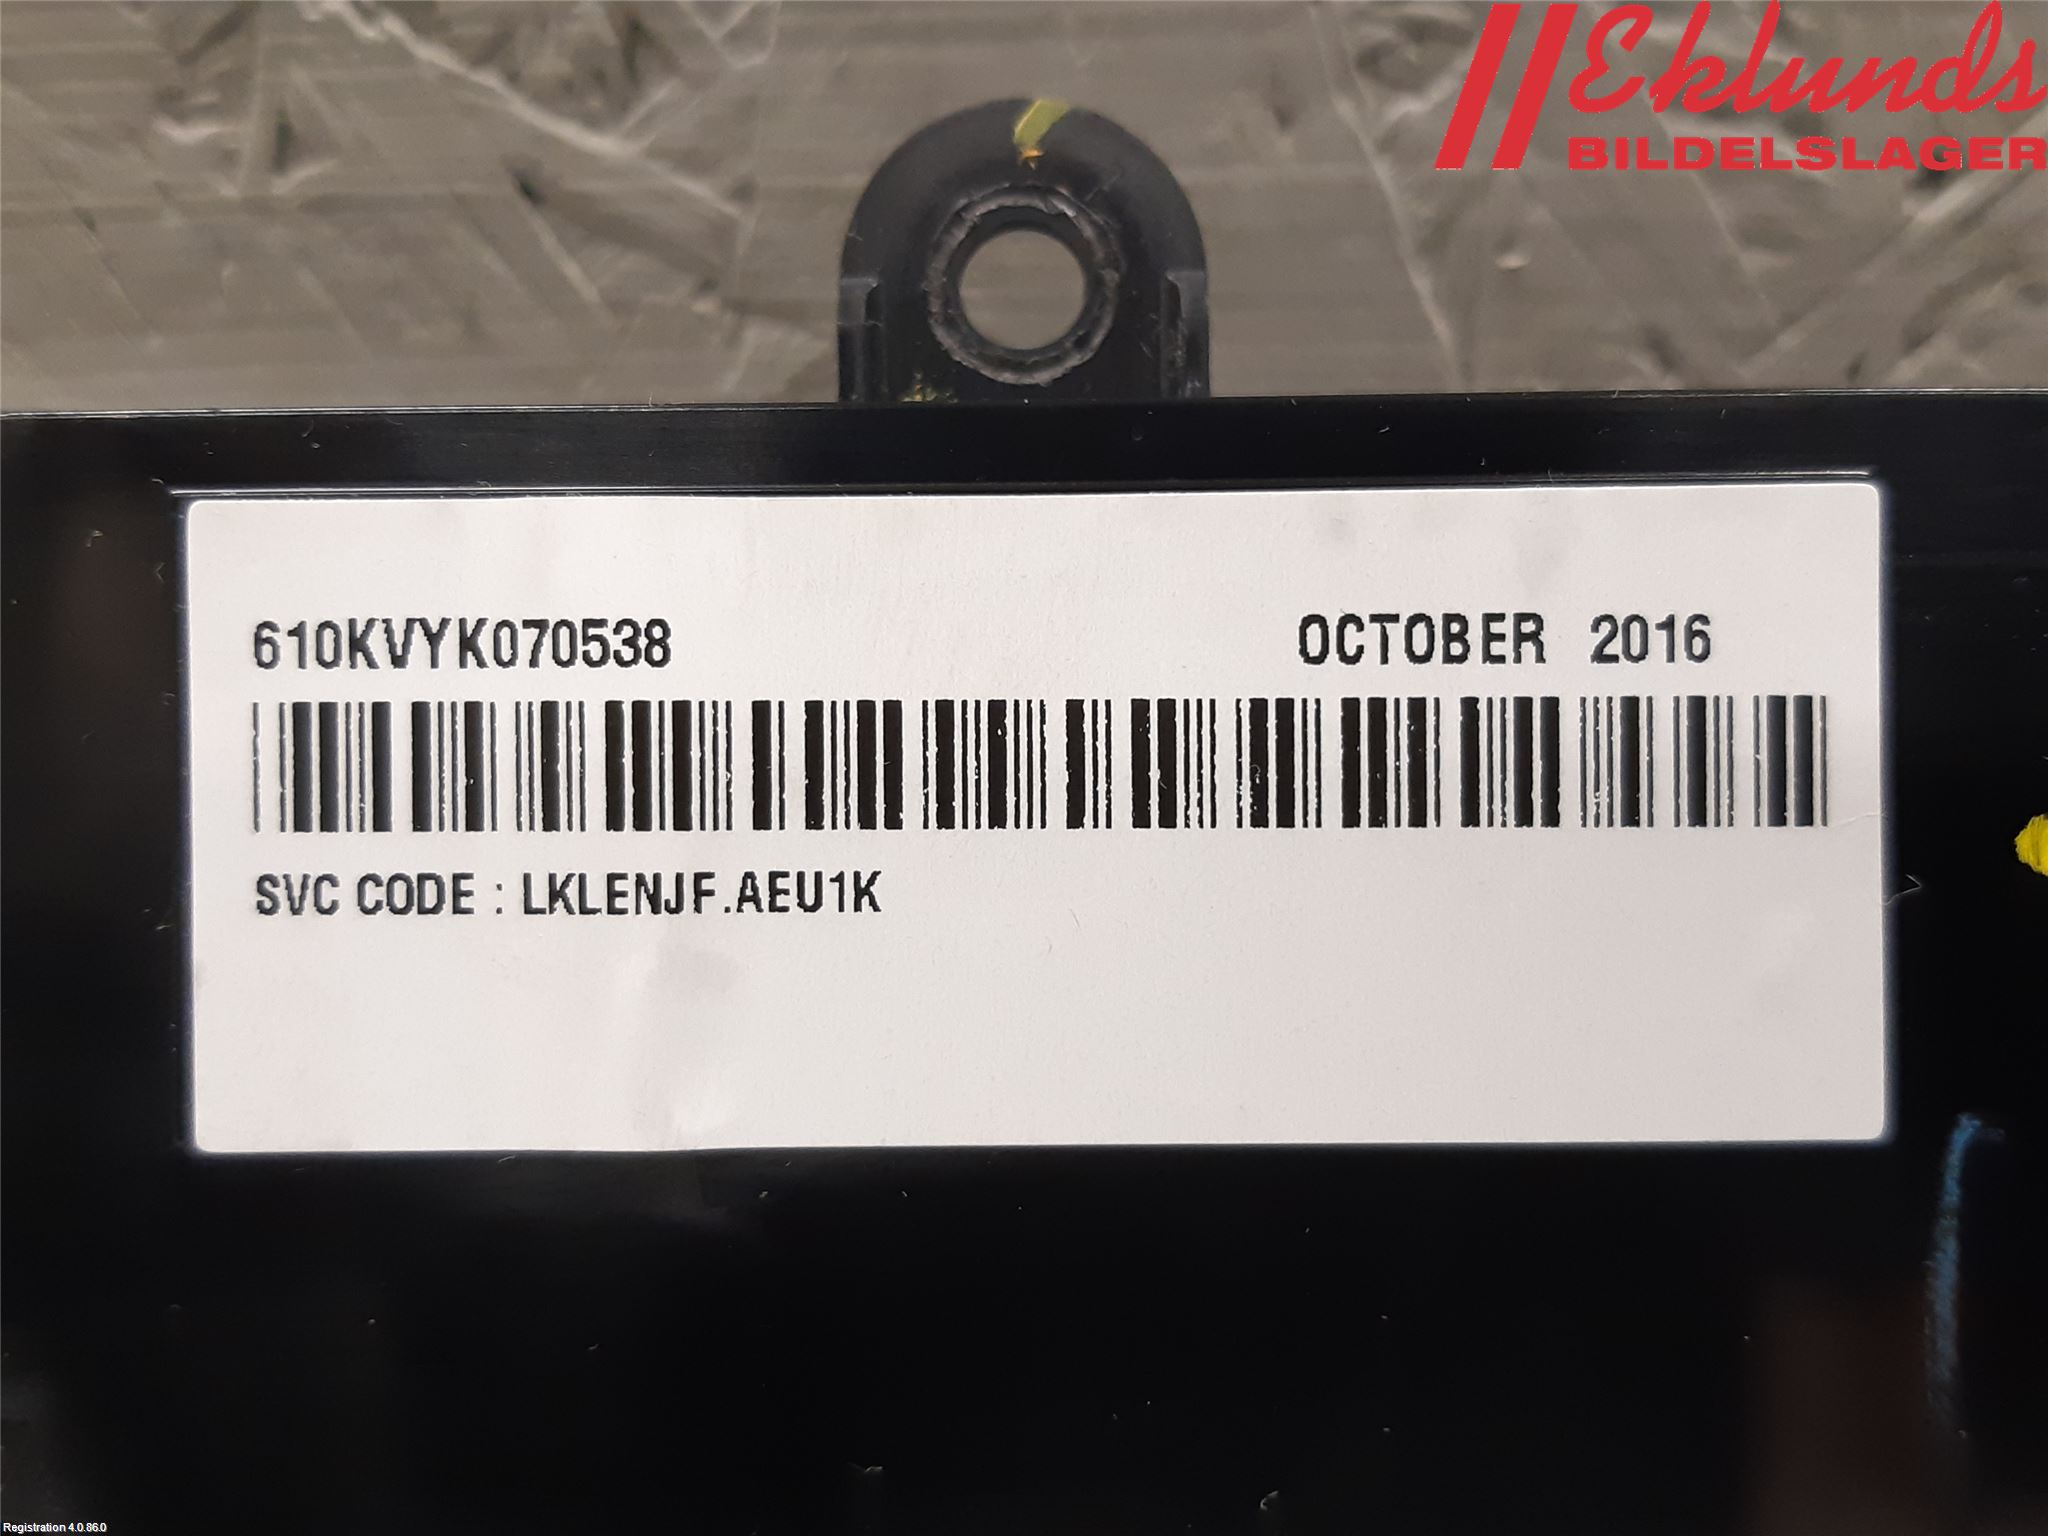 Eklunds
BILDELSLAGER
610KVYK070538 OCTOBER 2016
SVC CODE : LKLENJF.AEU1K
Registration 4.0.86.0